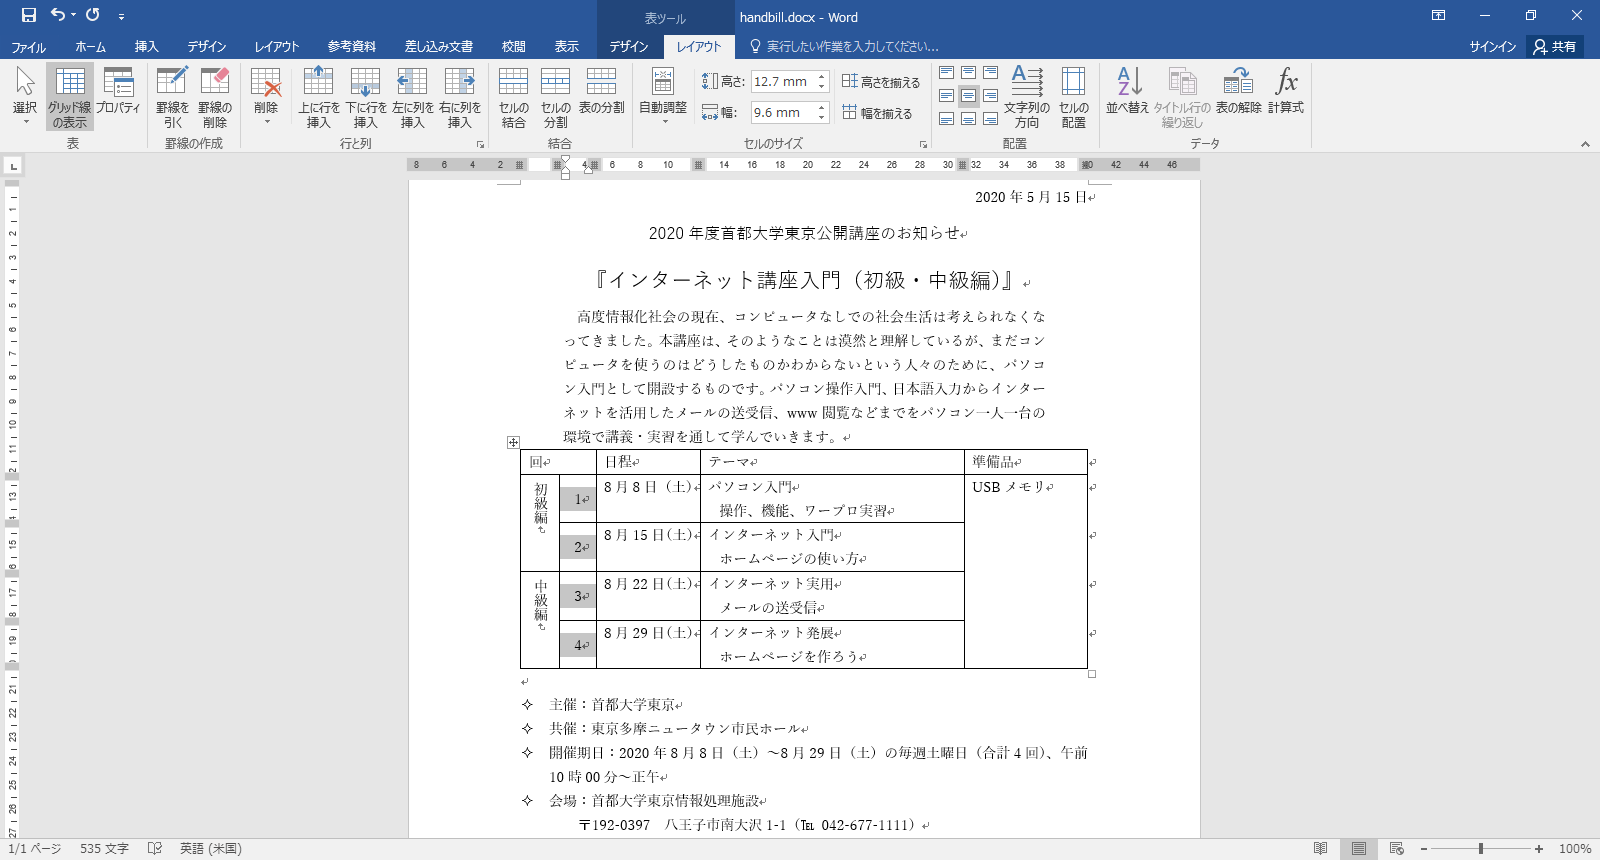 表ツール
handbill.docx - Word
ファイル ホーム 挿入 デザイン レイアウト 参考資料 差し込み文書 校閲 表示 デザイン レイアウト 実行したい作業を入力してください... サインイン 共有
選択
グリッド線の表示
プロパティ
表
罫線を引く
罫線の削除
罫線の作成
削除
上に行を挿入
下に行を挿入
左に列を挿入
右に列を挿入
行と列
セルの結合
セルの分割
表の分割
結合
自動調整
高さ: 12.7 mm
幅: 9.6 mm
高さを揃える
幅を揃える
セルのサイズ
文字列の方向
セルの配置
配置
並べ替え
タイトル行の繰り返し
表の解除
計算式
データ
8 6 4 2 4 6 8 10 14 16 18 20 22 24 26 28 30 32 34 36 38 40 42 44 46
2020 年 5 月 15 日
2020 年度首都大学東京公開講座のお知らせ
『インターネット講座入門（初級・中級編）』
高度情報化社会の現在、コンピュータなしでの社会生活は考えられなくな
ってきました。本講座は、そのようなことは漠然と理解しているが、まだコン
ピュータを使うのはどうしたものかわからないという人々のために、パソコ
ン入門として開設するものです。パソコン操作入門、日本語入力からインター
ネットを活用したメールの送受信、www 閲覧などまでをパソコン一人一台の
環境で講義・実習を通して学んでいきます。
回 日程 テーマ 準備品
初級編 1 8 月 8 日（土） パソコン入門 USB メモリ
操作、機能、ワープロ実習
2 8 月 15 日(土) インターネット入門
ホームページの使い方
中級編 3 8 月 22 日(土) インターネット実用
メールの送受信
4 8 月 29 日(土) インターネット発展
ホームページを作ろう
主催：首都大学東京
共催：東京多摩ニュータウン市民ホール
開催期日：2020 年 8 月 8 日（土）～8 月 29 日（土）の毎週土曜日（合計 4 回）、午前
10 時 00 分～正午
会場：首都大学東京情報処理施設
〒192-0397 八王子市南大沢 1-1（℡ 042-677-1111）
1/1 ページ 535 文字 英語 (米国) 100%